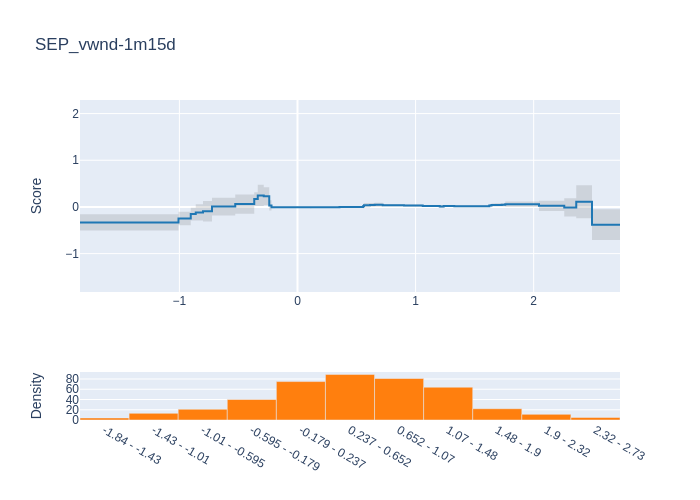 SEP_vwnd-1m15d
Score
2
1
0
−1
−1
0
1
2
Density
80
60
40
20
0
-1.84 - -1.43
-1.43 - -1.01
-1.01 - -0.595
-0.595 - -0.179
-0.179 - 0.237
0.237 - 0.652
0.652 - 1.07
1.07 - 1.48
1.48 - 1.9
1.9 - 2.32
2.32 - 2.73